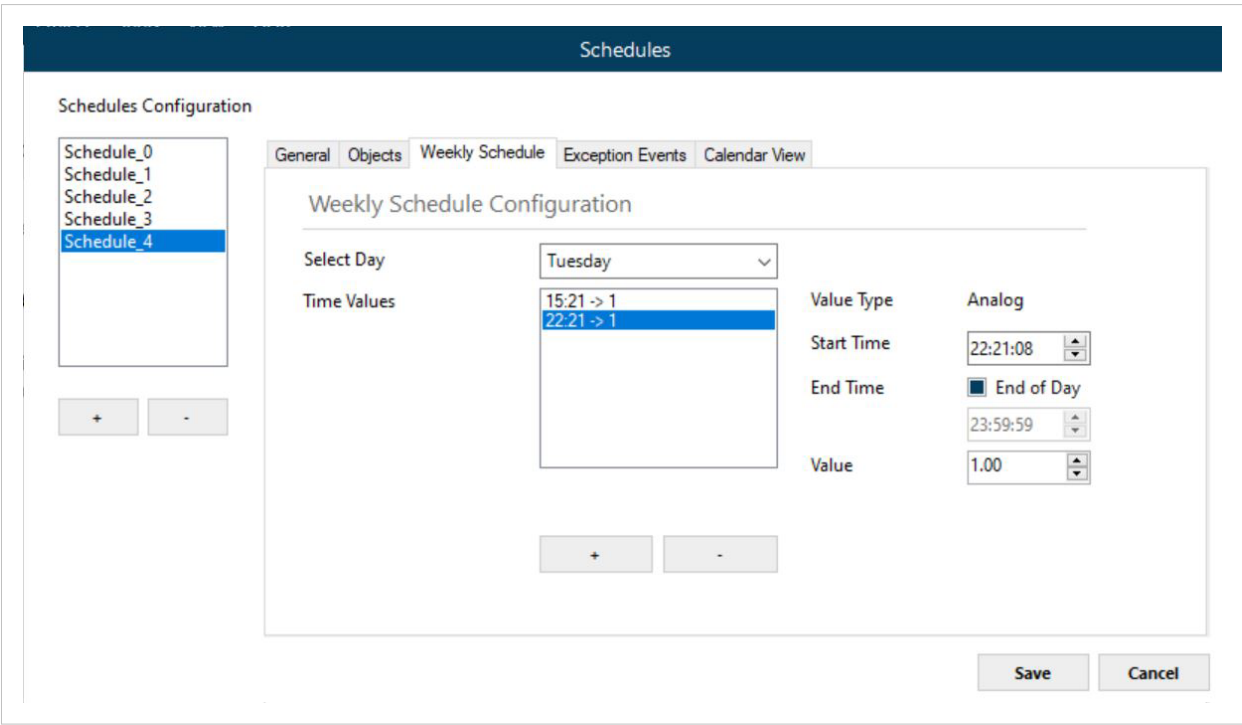 Schedules
Schedules Configuration
Schedule_0
Schedule_1
Schedule_2
Schedule_3
Schedule_4
+ -
General Objects Weekly Schedule Exception Events Calendar View
Weekly Schedule Configuration
Select Day Tuesday
Time Values 15:21 -> 1
22:21 -> 1
Value Type Analog
Start Time 22:21:08
End Time End of Day
23:59:59
Value 1.00
+ -
Save Cancel